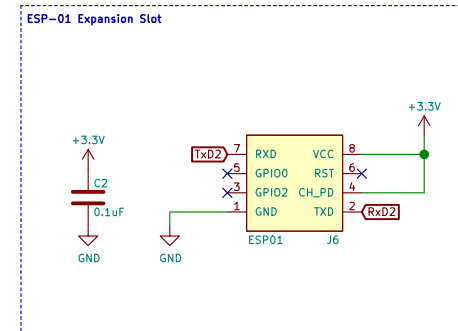 ESP-01 Expansion Slot
+3.3V
+3.3V
C2
0.1uF
GND
TxD2 7 RXD VCC 8
5 GPIO0 RST 6
3 GPIO2 CH_PD 4
1 GND TXD 2 RxD2
ESP01 J6
GND